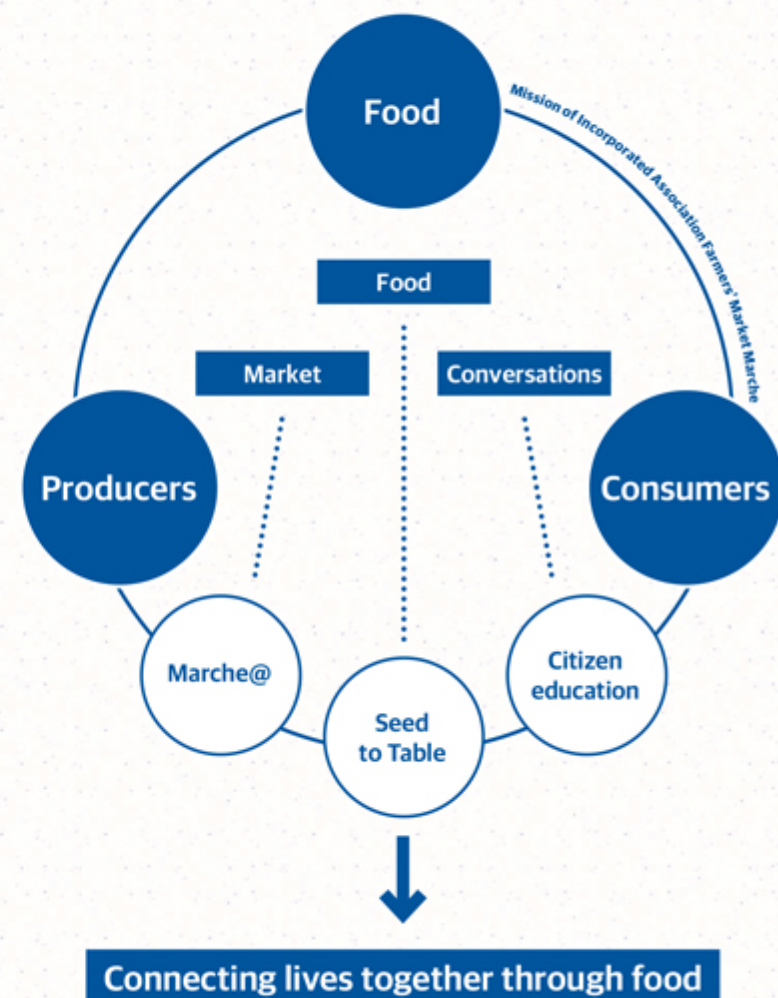 Food
Mission of Incorporated Association Farmers' Market Marche
Food
Market
Conversations
Producers
Consumers
Marche@
Seed
to Table
Citizen
education
Connecting lives together through food